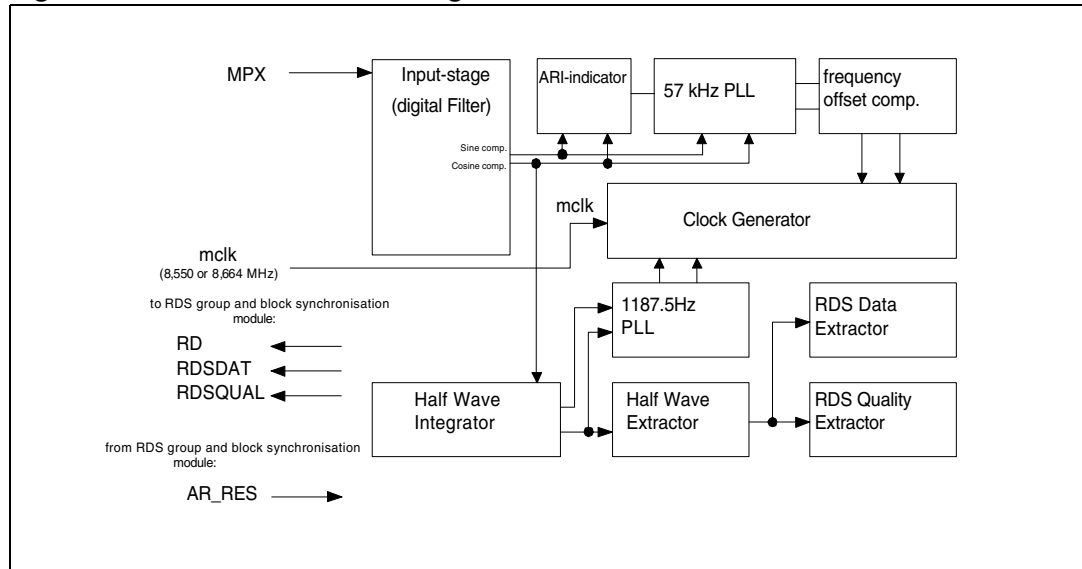 MPX
Input-stage
(digital Filter)
Sine comp.
Cosine comp.
ARI-indicator
57 kHz PLL
frequency
offset comp.
mclk
Clock Generator
mclk
(8,550 or 8,664 MHz)
to RDS group and block synchronisation
module:
RD
RDSDAT
RDSQUAL
1187.5Hz
PLL
RDS Data
Extractor
Half Wave
Integrator
Half Wave
Extractor
RDS Quality
Extractor
from RDS group and block synchronisation
module:
AR_RES